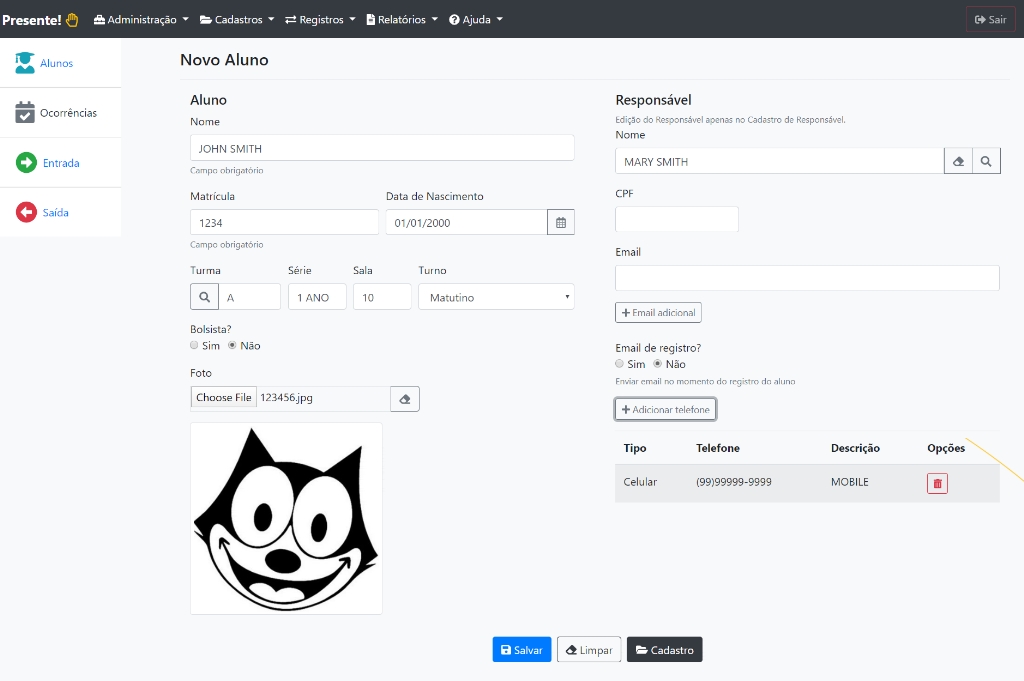 Presente! Administração Cadastros Registros Relatórios Ajuda Sair
Alunos
Ocorrências
Entrada
Saída
Novo Aluno
Aluno
Nome
JOHN SMITH
Campo obrigatório
Matrícula Data de Nascimento
1234 01/01/2000
Campo obrigatório
Turma Série Sala Turno
A 1 ANO 10 Matutino
Bolsista?
Sim Não
Foto
Choose File 123456.jpg
Responsável
Edição do Responsável apenas no Cadastro de Responsável.
Nome
MARY SMITH
CPF
Email
+ Email adicional
Email de registro?
Sim Não
Enviar email no momento do registro do aluno
+ Adicionar telefone
Tipo Telefone Descrição Opções
Celular (99)99999-9999 MOBILE
Salvar Limpar Cadastro